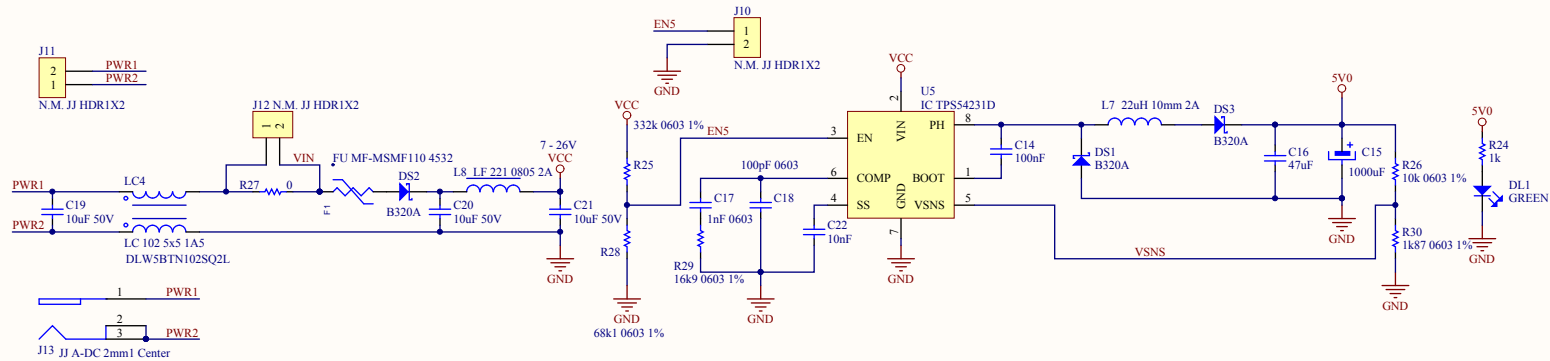 J11
2
PWR1
1
PWR2
N.M. JJ HDR1X2
J10
EN5
1
2
N.M. JJ HDR1X2
GND
J12 N.M. JJ HDR1X2
1
2
VIN
PWR1
LC4
R27
0
FU MF-MSMF110 4532
F1
DS2
B320A
L8 LF 221 0805 2A
7 - 26V
VCC
C19
10uF 50V
C20
10uF 50V
C21
10uF 50V
PWR2
LC 102 5x5 1A5
DLW5BTN102SQ2L
GND
1
PWR1
2
3
PWR2
J13 JJ A-DC 2mm1 Center
VCC
332k 0603 1%
R25
EN5
R28
GND
68k1 0603 1%
100pF 0603
C17
1nF 0603
C18
R29
16k9 0603 1%
GND
C22
10nF
VCC
U5
IC TPS54231D
2
3
EN
VIN
PH
8
6
COMP
BOOT
1
4
SS
GND
VSNS
5
7
GND
C14
100nF
DS1
B320A
L7 22uH 10mm 2A
DS3
B320A
5V0
C16
47uF
C15
1000uF
GND
R26
10k 0603 1%
R30
1k87 0603 1%
VSNS
GND
5V0
R24
1k
DL1
GREEN
GND